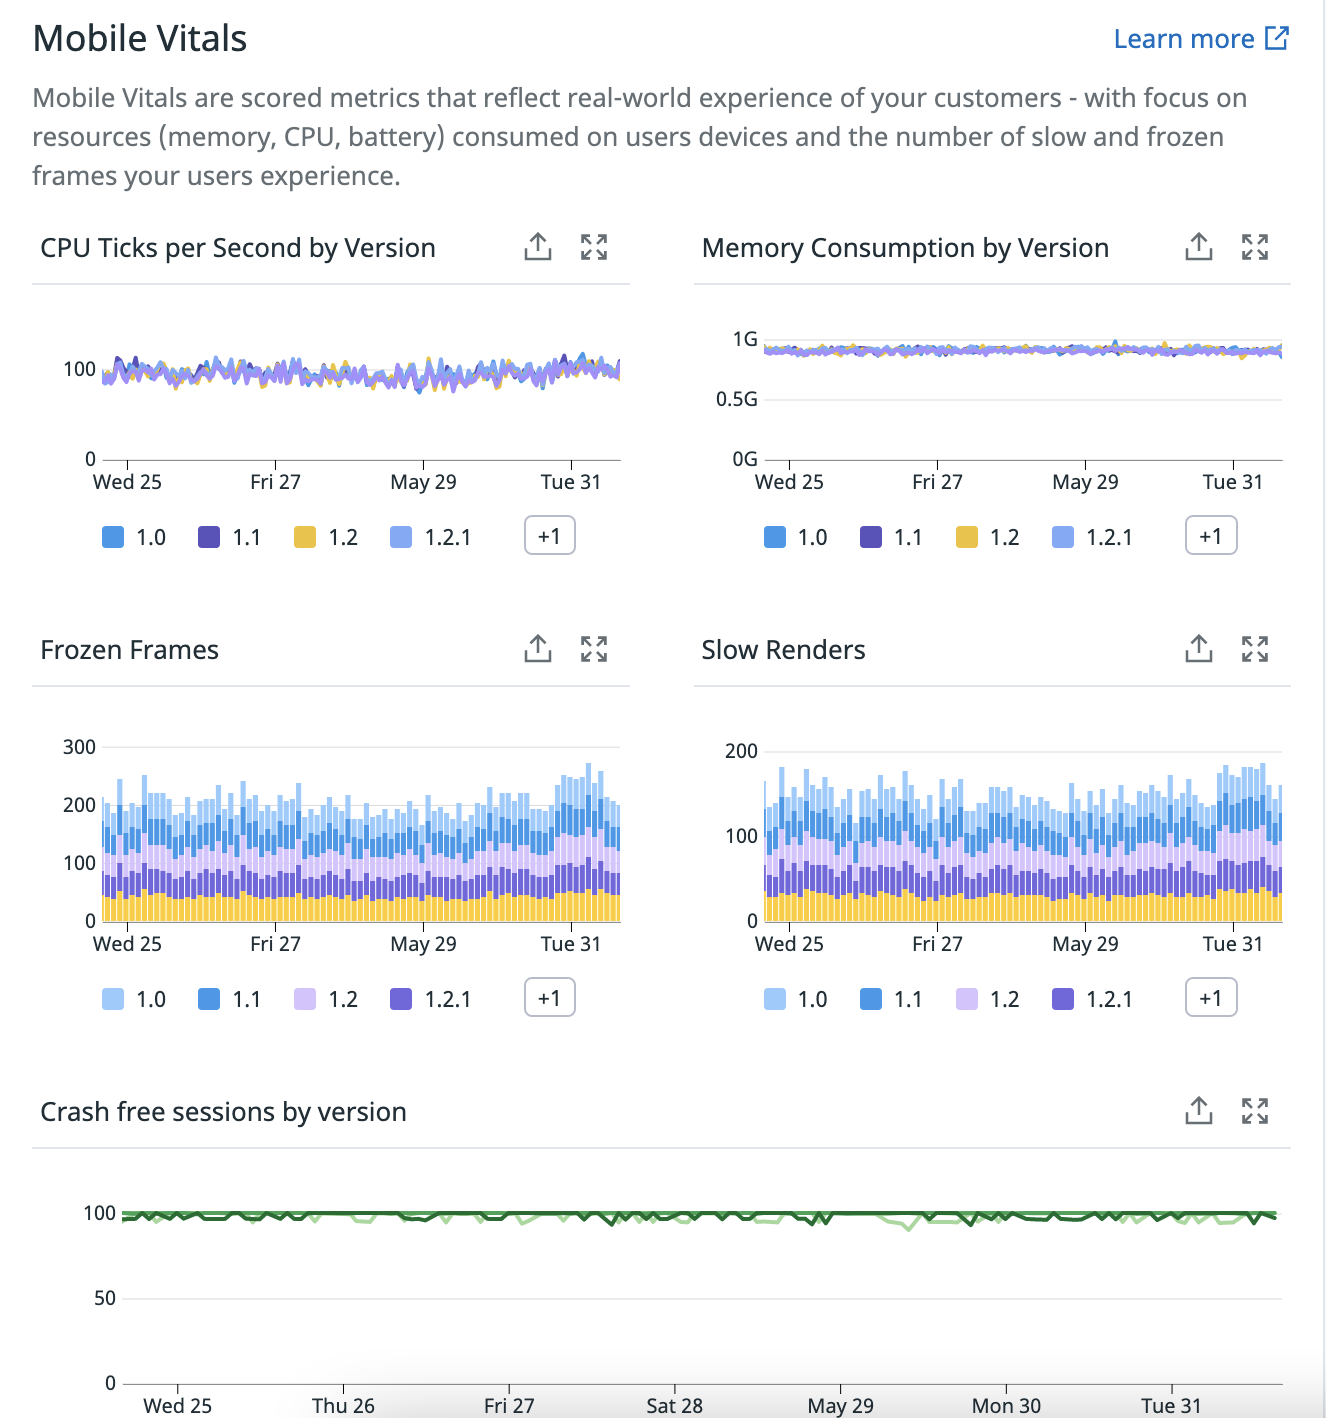 Mobile Vitals
Learn more
Mobile Vitals are scored metrics that reflect real-world experience of your customers - with focus on
resources (memory, CPU, battery) consumed on users devices and the number of slow and frozen
frames your users experience.
CPU Ticks per Second by Version
100
0
Wed 25 Fri 27 May 29 Tue 31
1.0 1.1 1.2 1.2.1 +1
Memory Consumption by Version
1G
0.5G
0G
Wed 25 Fri 27 May 29 Tue 31
1.0 1.1 1.2 1.2.1 +1
Frozen Frames
300
200
100
0
Wed 25 Fri 27 May 29 Tue 31
1.0 1.1 1.2 1.2.1 +1
Slow Renders
200
100
0
Wed 25 Fri 27 May 29 Tue 31
1.0 1.1 1.2 1.2.1 +1
Crash free sessions by version
100
50
0
Wed 25 Thu 26 Fri 27 Sat 28 May 29 Mon 30 Tue 31